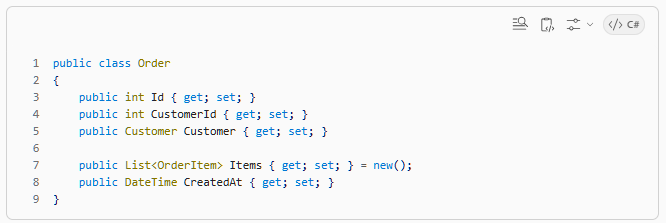 </> C#
1 public class Order
2 {
3     public int Id { get; set; }
4     public int CustomerId { get; set; }
5     public Customer Customer { get; set; }
6
7     public List<OrderItem> Items { get; set; } = new();
8     public DateTime CreatedAt { get; set; }
9 }